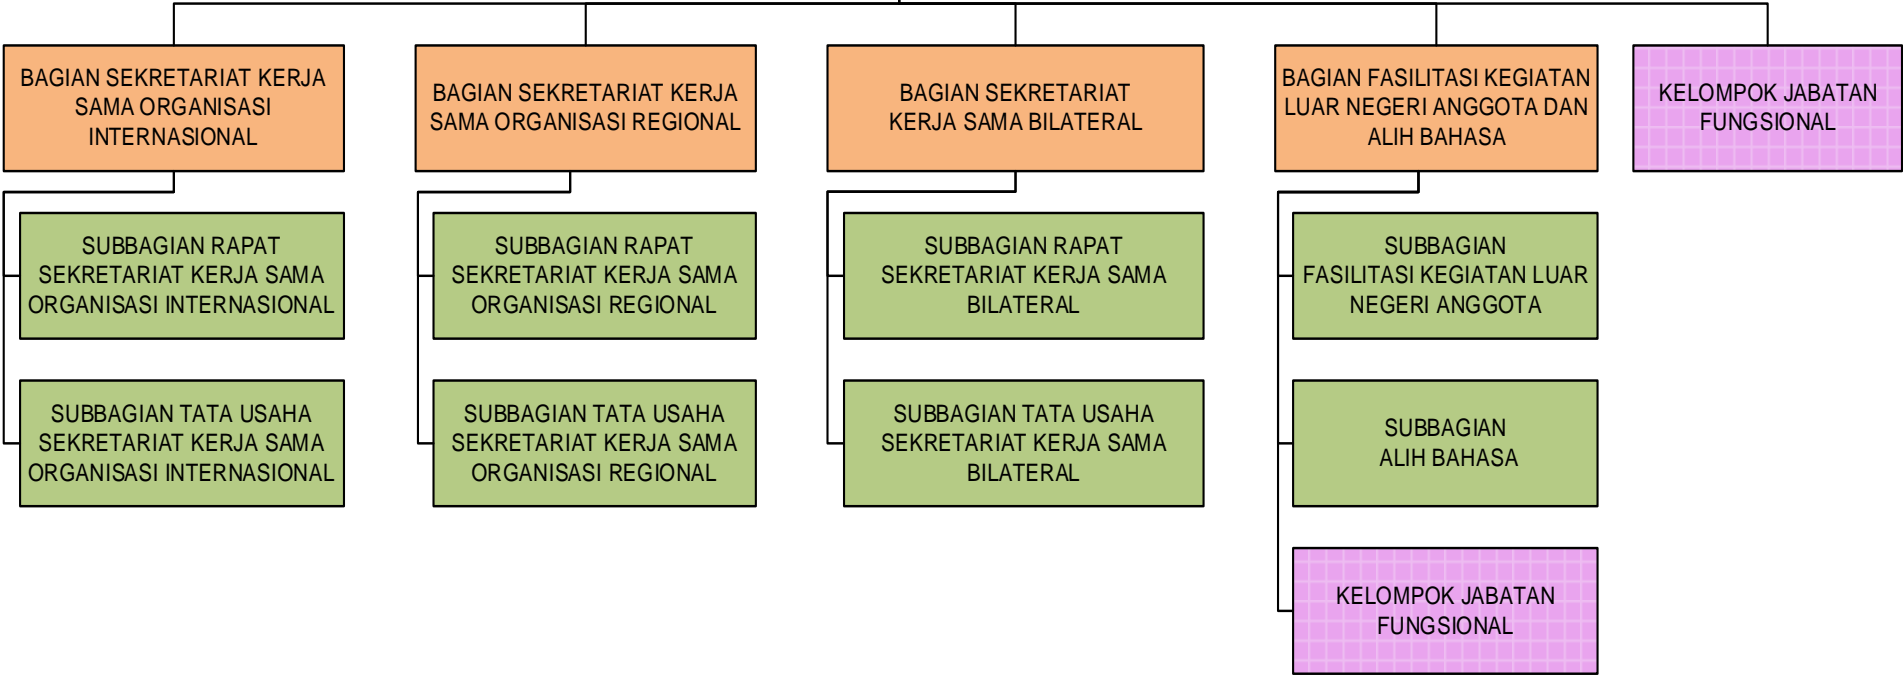 BAGIAN SEKRETARIAT KERJA
SAMA ORGANISASI
INTERNASIONAL
BAGIAN SEKRETARIAT KERJA
SAMA ORGANISASI REGIONAL
BAGIAN SEKRETARIAT
KERJA SAMA BILATERAL
BAGIAN FASILITASI KEGIATAN
LUAR NEGERI ANGGOTA DAN
ALIH BAHASA
KELOMPOK JABATAN
FUNGSIONAL
SUBBAGIAN RAPAT
SEKRETARIAT KERJA SAMA
ORGANISASI INTERNASIONAL
SUBBAGIAN RAPAT
SEKRETARIAT KERJA SAMA
ORGANISASI REGIONAL
SUBBAGIAN RAPAT
SEKRETARIAT KERJA SAMA
BILATERAL
SUBBAGIAN
FASILITASI KEGIATAN LUAR
NEGERI ANGGOTA
SUBBAGIAN TATA USAHA
SEKRETARIAT KERJA SAMA
ORGANISASI INTERNASIONAL
SUBBAGIAN TATA USAHA
SEKRETARIAT KERJA SAMA
ORGANISASI REGIONAL
SUBBAGIAN TATA USAHA
SEKRETARIAT KERJA SAMA
BILATERAL
SUBBAGIAN
ALIH BAHASA
KELOMPOK JABATAN
FUNGSIONAL